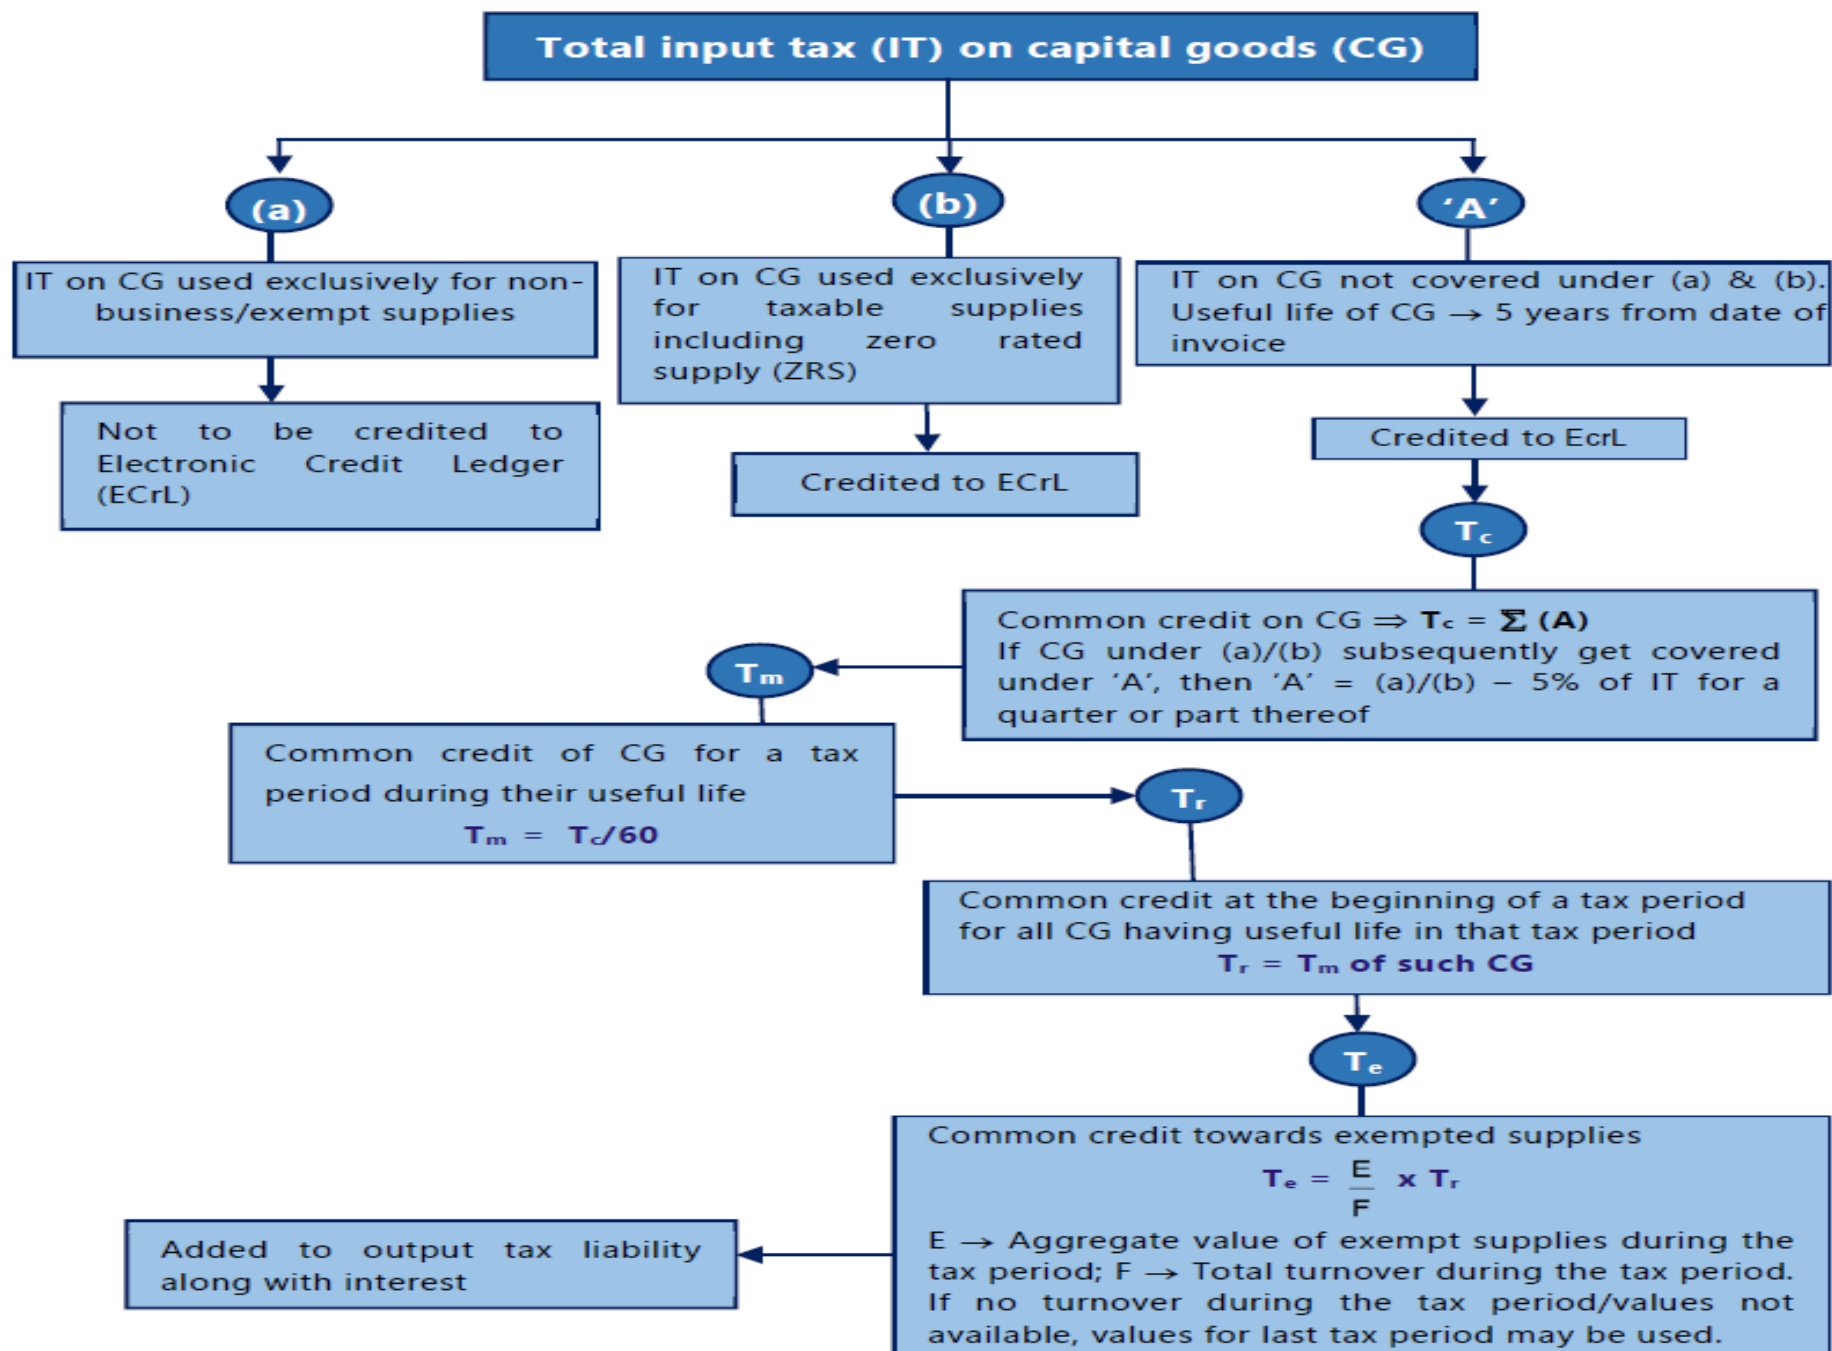 Total input tax (IT) on capital goods (CG)
(a)
(b)
‘A’
IT on CG used exclusively for non-
business/exempt supplies
IT on CG used exclusively
for taxable supplies
including zero rated
supply (ZRS)
IT on CG not covered under (a) & (b).
Useful life of CG → 5 years from date of
invoice
Not to be credited to
Electronic Credit Ledger
(ECrL)
Credited to ECrL
Credited to EcrL
Tc
Common credit on CG ⇒ Tc = Σ (A)
If CG under (a)/(b) subsequently get covered
under ‘A’, then ‘A’ = (a)/(b) – 5% of IT for a
quarter or part thereof
Tm
Common credit of CG for a tax
period during their useful life
Tm = Tc/60
Tr
Common credit at the beginning of a tax period
for all CG having useful life in that tax period
Tr = Tm of such CG
Te
Common credit towards exempted supplies
Te = E/F x Tr
E → Aggregate value of exempt supplies during the
tax period; F → Total turnover during the tax period.
If no turnover during the tax period/values not
available, values for last tax period may be used.
Added to output tax liability
along with interest